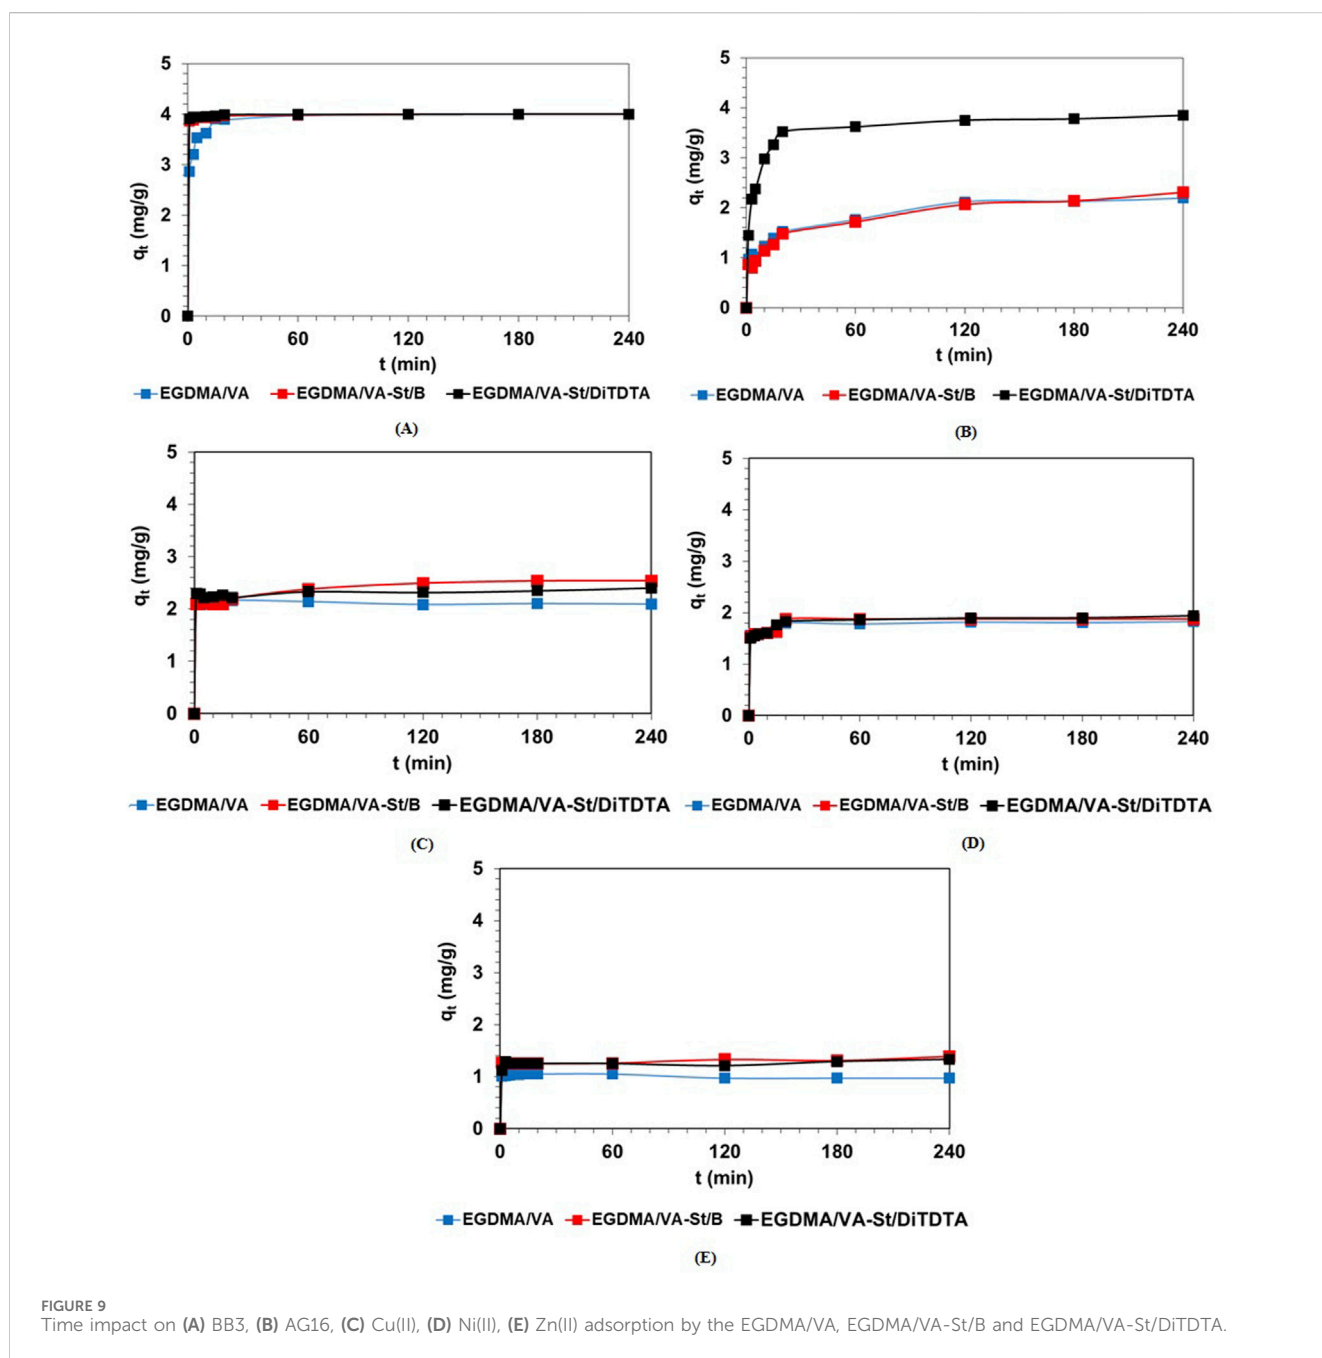 5
4
3
2
1
0
qt (mg/g)
0 60 120 180 240
t (min)
EGDMA/VA EGDMA/VA-St/B EGDMA/VA-St/DiTDTA
(A)
5
4
3
2
1
0
qt (mg/g)
0 60 120 180 240
t (min)
EGDMA/VA EGDMA/VA-St/B EGDMA/VA-St/DiTDTA
(B)
5
4
3
2
1
0
qt (mg/g)
0 60 120 180 240
t (min)
EGDMA/VA EGDMA/VA-St/B EGDMA/VA-St/DiTDTA
(C)
5
4
3
2
1
0
qt (mg/g)
0 60 120 180 240
t (min)
EGDMA/VA EGDMA/VA-St/B EGDMA/VA-St/DiTDTA
(D)
5
4
3
2
1
0
qt (mg/g)
0 60 120 180 240
t (min)
EGDMA/VA EGDMA/VA-St/B EGDMA/VA-St/DiTDTA
(E)
FIGURE 9
Time impact on (A) BB3, (B) AG16, (C) Cu(II), (D) Ni(II), (E) Zn(II) adsorption by the EGDMA/VA, EGDMA/VA-St/B and EGDMA/VA-St/DiTDTA.